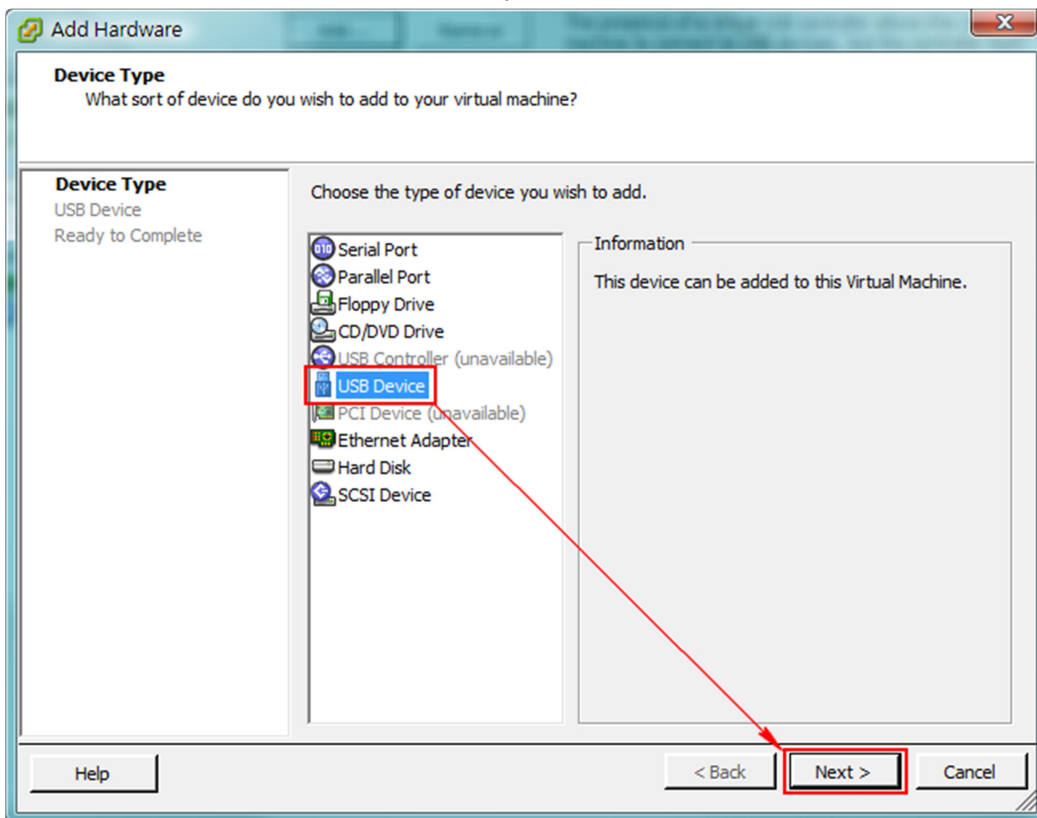 Add Hardware
Device Type
What sort of device do you wish to add to your virtual machine?
Device Type
USB Device
Ready to Complete
Choose the type of device you wish to add.
Serial Port
Parallel Port
Floppy Drive
CD/DVD Drive
USB Controller (unavailable)
USB Device
PCI Device (unavailable)
Ethernet Adapter
Hard Disk
SCSI Device
Information
This device can be added to this Virtual Machine.
Help
< Back
Next >
Cancel